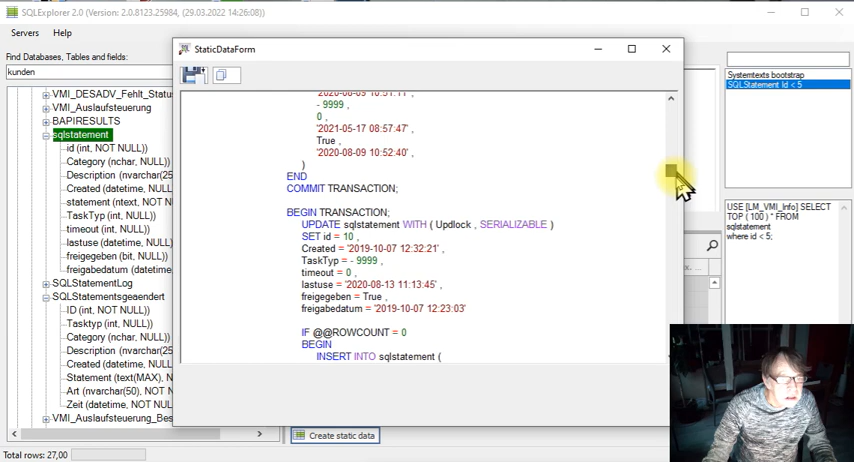 SQLExplorer 2.0 (Version: 2.0.8123.25984, (29.03.2022 14:26:08))
Servers Help
Find Databases, Tables and fields:
kunden
VMI_DESADV_Fehlt_Status
VMI_Auslaufsteuerung
BAPIRESULTS
sqlstatement
id (int, NOT NULL))
Category (nchar, NULL))
Description (nvarchar(25
Created (datetime, NULL
statement (ntext, NOT N
TaskTyp (int, NULL))
timeout (int, NULL))
lastuse (datetime, NULL)
freigegeben (bit, NULL))
freigabedatum (datetime
SQLStatementLog
SQLStatementsgeaendert
ID (int, NOT NULL))
Tasktyp (int, NULL))
Category (nchar, NULL))
Description (nvarchar(25
Created (datetime, NULL
Statement (text(MAX), N
Art (nvarchar(50), NOT N
Zeit (datetime, NOT NUL
VMI_Auslaufsteuerung_Bes
Total rows: 27,00
StaticDataForm
'2020-08-09 10:51:11' ,
- 9999 ,
0 ,
'2021-05-17 08:57:47' ,
True ,
'2020-08-09 10:52:40' ,
)
END
COMMIT TRANSACTION;
BEGIN TRANSACTION;
UPDATE sqlstatement WITH ( Updlock , SERIALIZABLE )
SET id = 10 ,
Created = '2019-10-07 12:32:21' ,
TaskTyp = - 9999 ,
timeout = 0 ,
lastuse = '2020-08-13 11:13:45' ,
freigegeben = True ,
freigabedatum = '2019-10-07 12:23:03'
IF @@ROWCOUNT = 0
BEGIN
INSERT INTO sqlstatement (
Create static data
Systemtexts bootstrap
SQLStatement Id < 5
USE [LM_VMI_Info] SELECT
TOP ( 100 ) * FROM
sqlstatement
where id < 5;